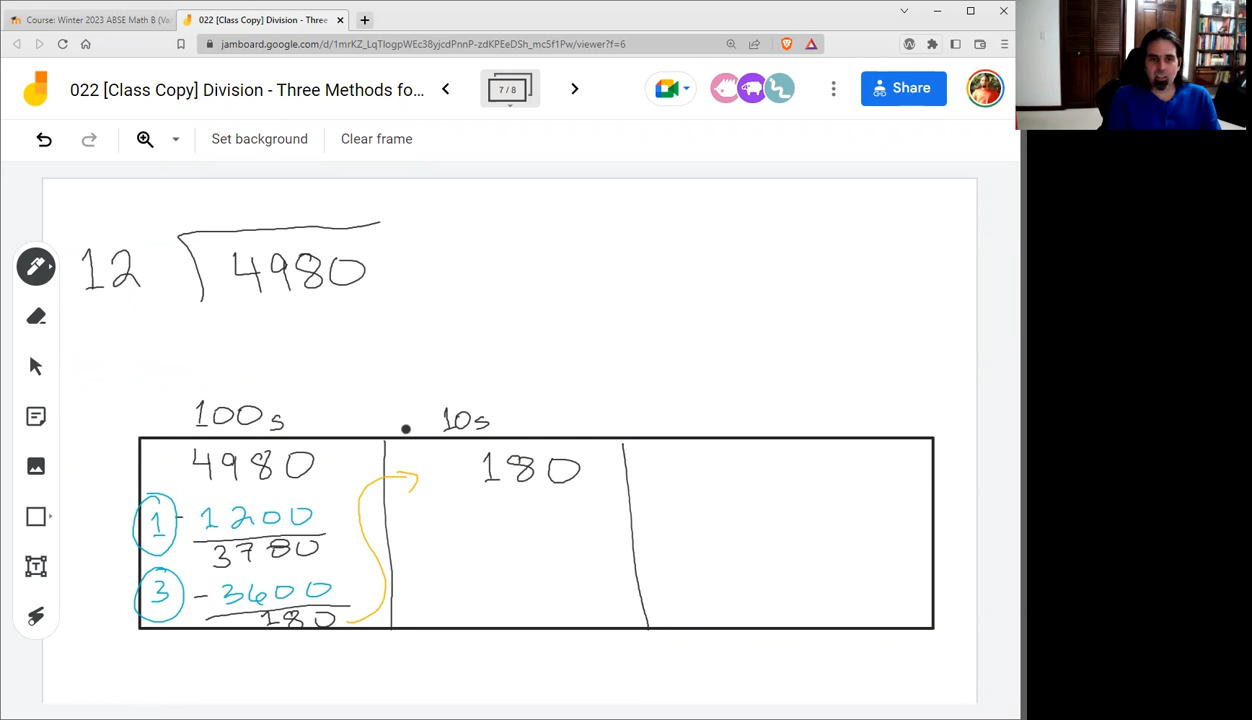 Course: Winter 2023 ABSE Math B (Va
022 [Class Copy] Division - Three
jamboard.google.com/d/1mrKZ_LqTIogpWEc38yjcdPnnP-zdKPEeDSh_mc5f1Pw/viewer?f=6
022 [Class Copy] Division - Three Methods fo...
7 / 8
Share
Set background
Clear frame
12 4980
100s 10s
4980 180
1 - 1200
3780
3 - 3600
180